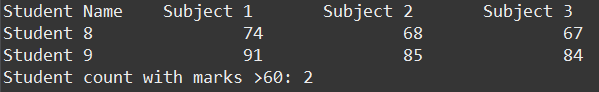 Student Name    Subject 1       Subject 2       Subject 3
Student 8               74              68              67
Student 9               91              85              84
Student count with marks >60: 2